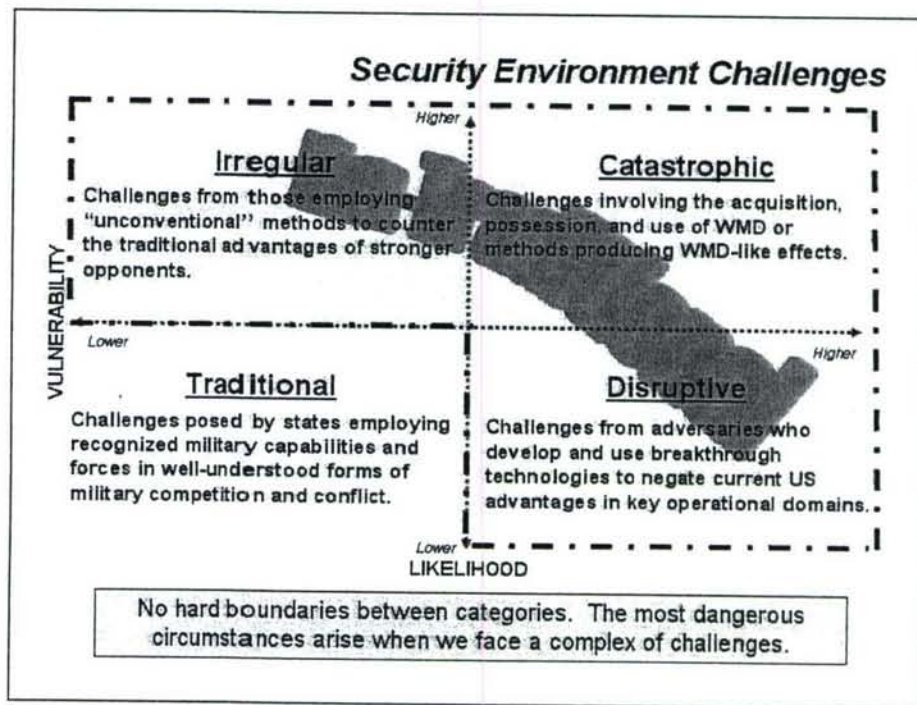 Security Environment Challenges
Higher
Irregular
Challenges from those employing
“unconventional” methods to counter
the traditional advantages of stronger
opponents.
Catastrophic
Challenges involving the acquisition,
possession, and use of WMD or
methods producing WMD-like effects.
VULNERABILITY
Lower
Higher
Traditional
Challenges posed by states employing
recognized military capabilities and
forces in well-understood forms of
military competition and conflict.
Disruptive
Challenges from adversaries who
develop and use breakthrough
technologies to negate current US
advantages in key operational domains.
Lower
LIKELIHOOD
No hard boundaries between categories. The most dangerous
circumstances arise when we face a complex of challenges.